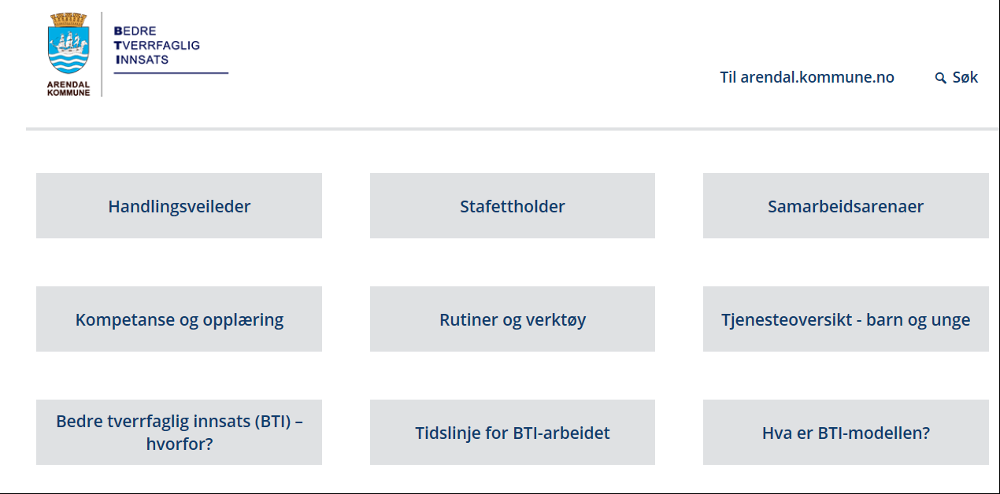 BEDRE
TVERRFAGLIG
INNSATS
ARENDAL
KOMMUNE
Til arendal.kommune.no
Søk
Handlingsveileder
Stafettholder
Samarbeidsarenaer
Kompetanse og opplæring
Rutiner og verktøy
Tjenesteoversikt - barn og unge
Bedre tverrfaglig innsats (BTI) –
hvorfor?
Tidslinje for BTI-arbeidet
Hva er BTI-modellen?